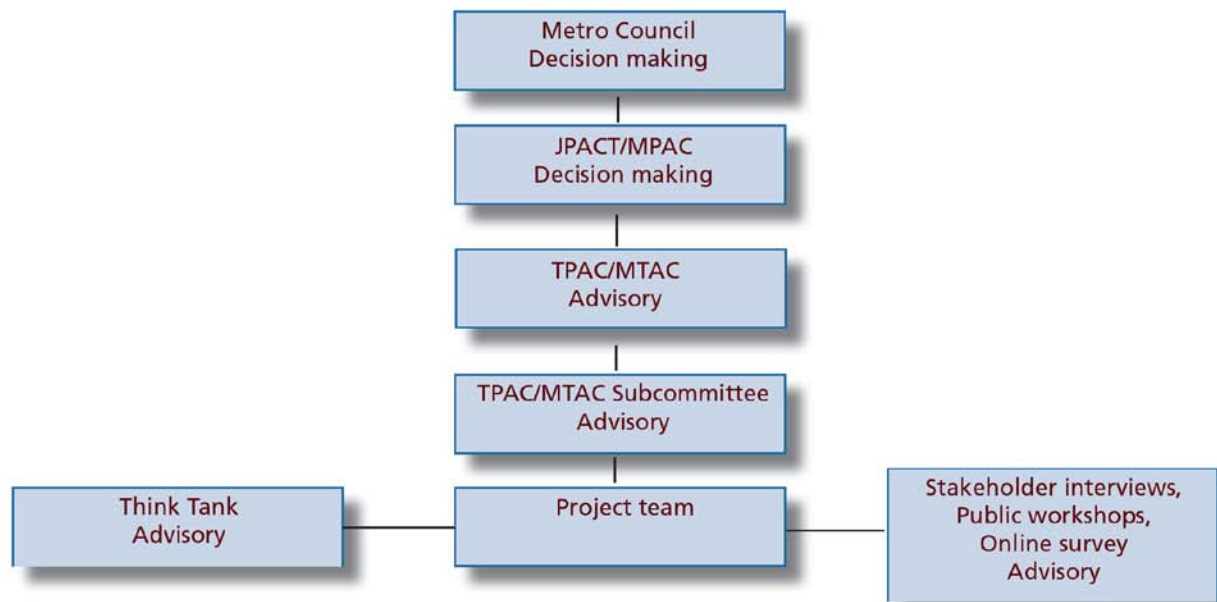 Metro Council
Decision making
JPACT/MPAC
Decision making
TPAC/MTAC
Advisory
TPAC/MTAC Subcommittee
Advisory
Think Tank
Advisory
Project team
Stakeholder interviews,
Public workshops,
Online survey
Advisory